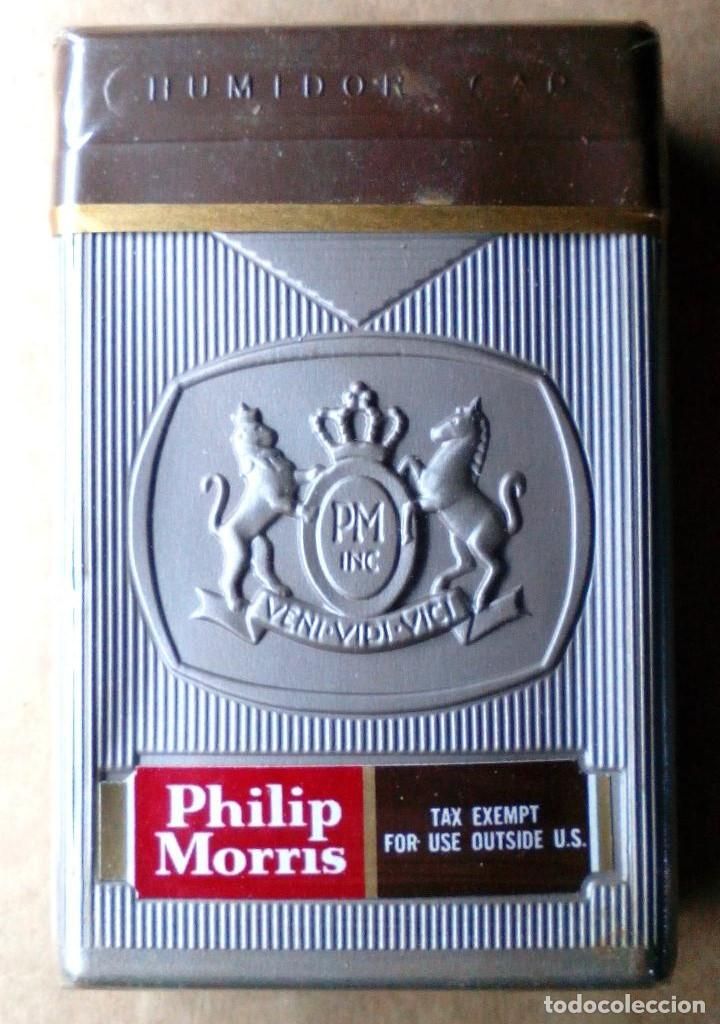 HUMIDOR CAP
PM
INC
VENI·VIDI·VICI
Philip
Morris
TAX EXEMPT
FOR USE OUTSIDE U.S.
todocoleccion